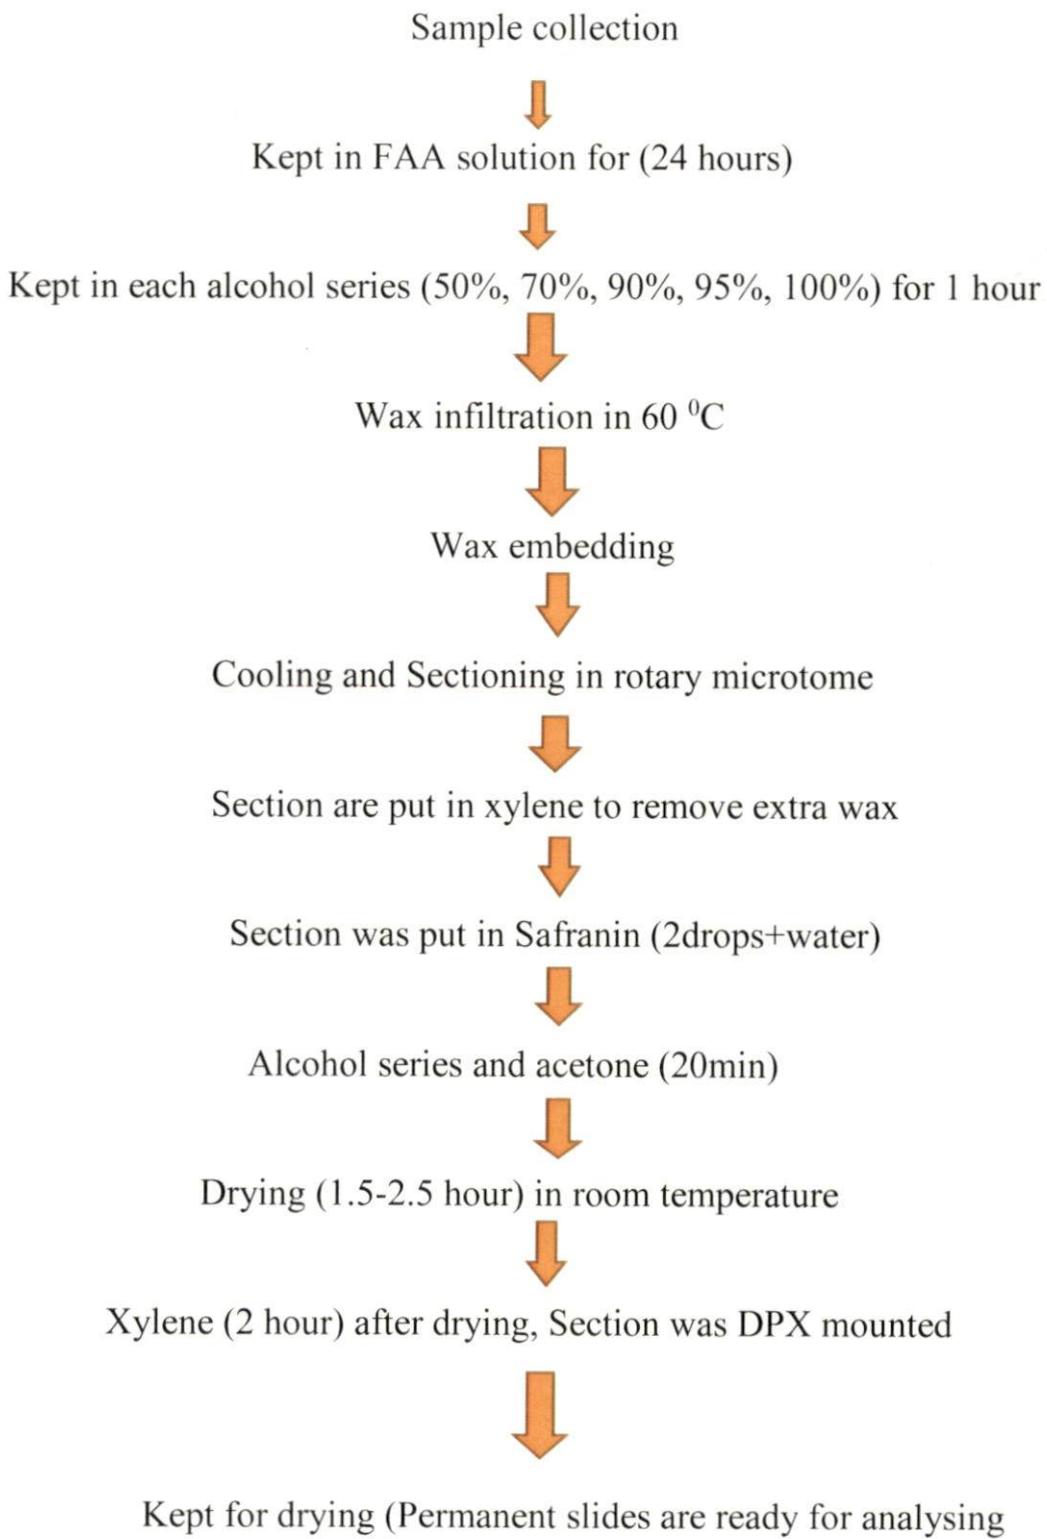 Sample collection
Kept in FAA solution for (24 hours)
Kept in each alcohol series (50%, 70%, 90%, 95%, 100%) for 1 hour
Wax infiltration in 60 ⁰C
Wax embedding
Cooling and Sectioning in rotary microtome
Section are put in xylene to remove extra wax
Section was put in Safranin (2drops+water)
Alcohol series and acetone (20min)
Drying (1.5-2.5 hour) in room temperature
Xylene (2 hour) after drying, Section was DPX mounted
Kept for drying (Permanent slides are ready for analysing